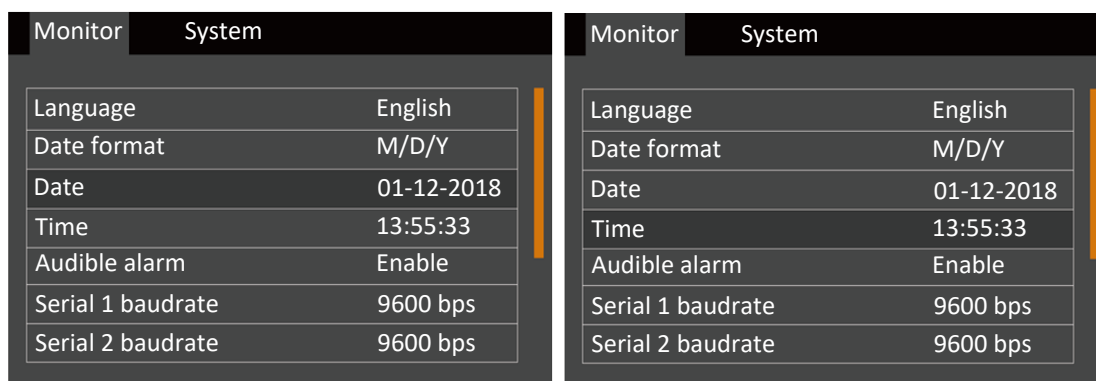 Monitor System
Language English
Date format M/D/Y
Date 01-12-2018
Time 13:55:33
Audible alarm Enable
Serial 1 baudrate 9600 bps
Serial 2 baudrate 9600 bps
Monitor System
Language English
Date format M/D/Y
Date 01-12-2018
Time 13:55:33
Audible alarm Enable
Serial 1 baudrate 9600 bps
Serial 2 baudrate 9600 bps